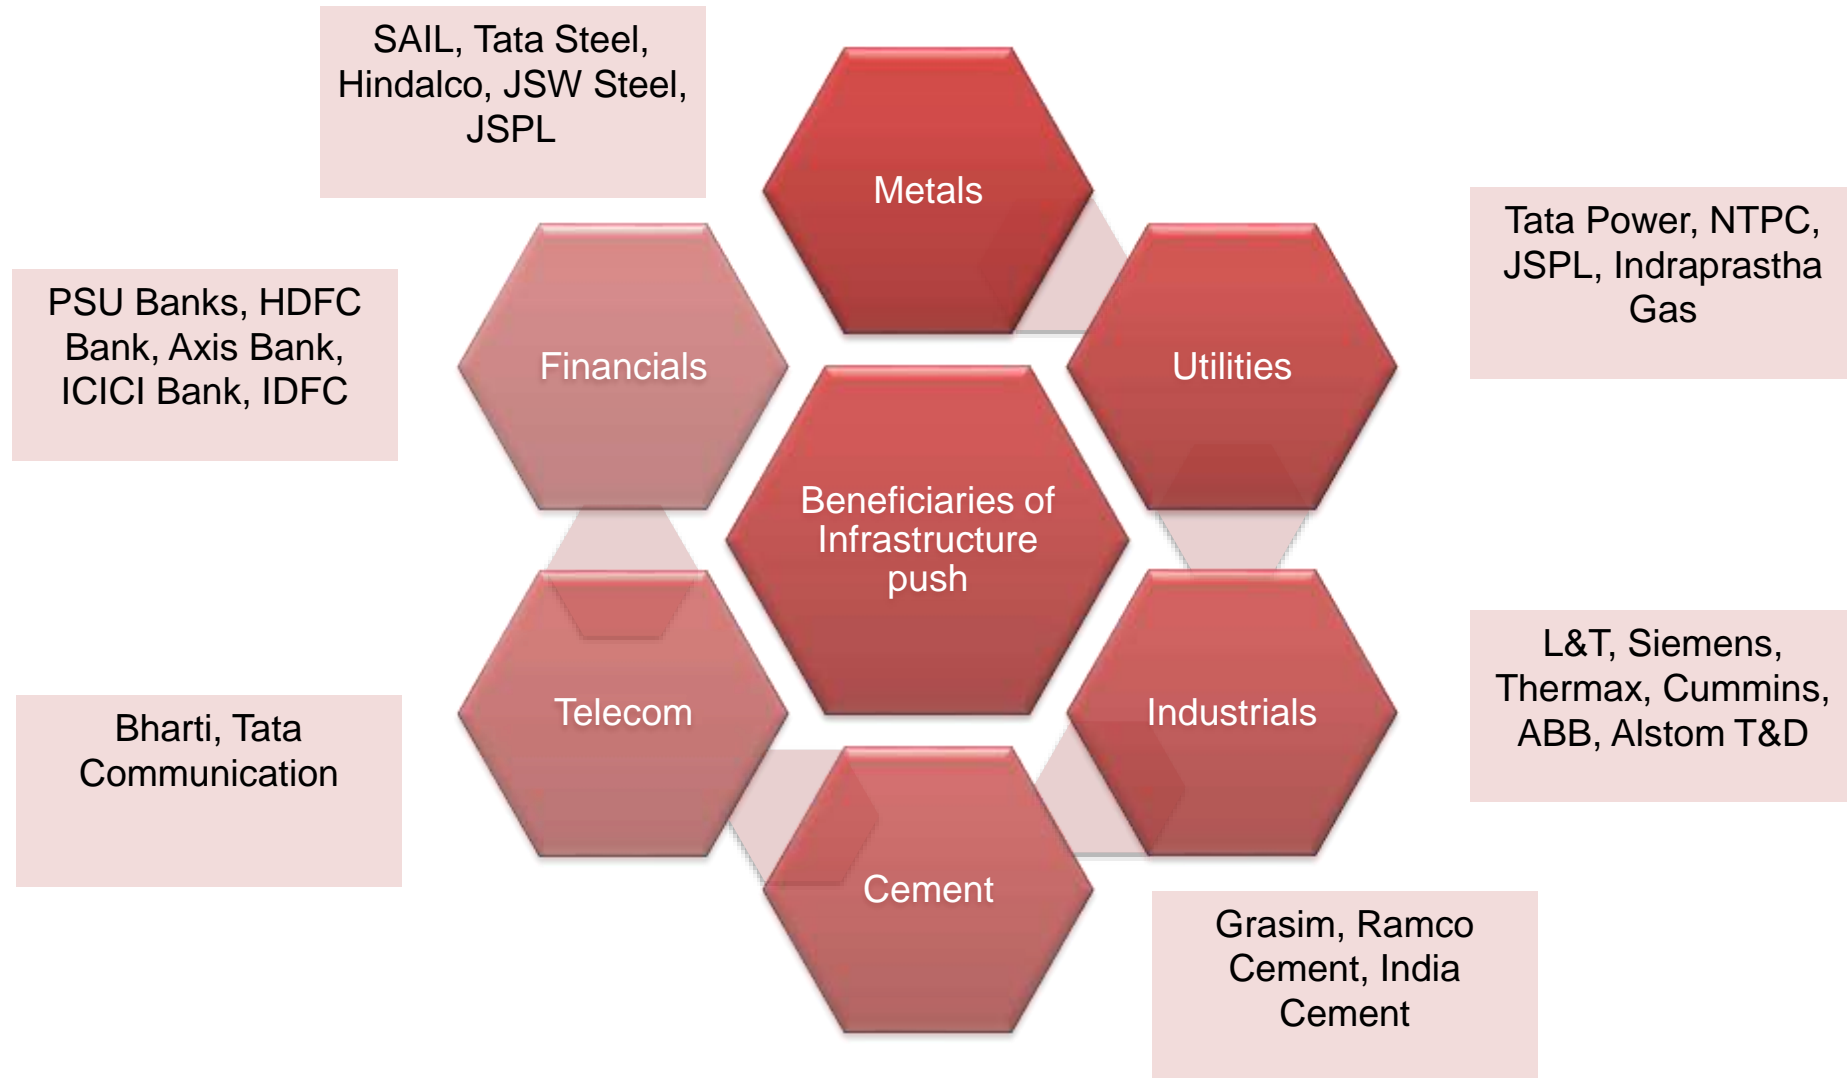 SAIL, Tata Steel,
Hindalco, JSW Steel,
JSPL
Metals
Tata Power, NTPC,
JSPL, Indraprastha
Gas
Utilities
PSU Banks, HDFC
Bank, Axis Bank,
ICICI Bank, IDFC
Financials
Beneficiaries of
Infrastructure
push
L&T, Siemens,
Thermax, Cummins,
ABB, Alstom T&D
Industrials
Bharti, Tata
Communication
Telecom
Cement
Grasim, Ramco
Cement, India
Cement